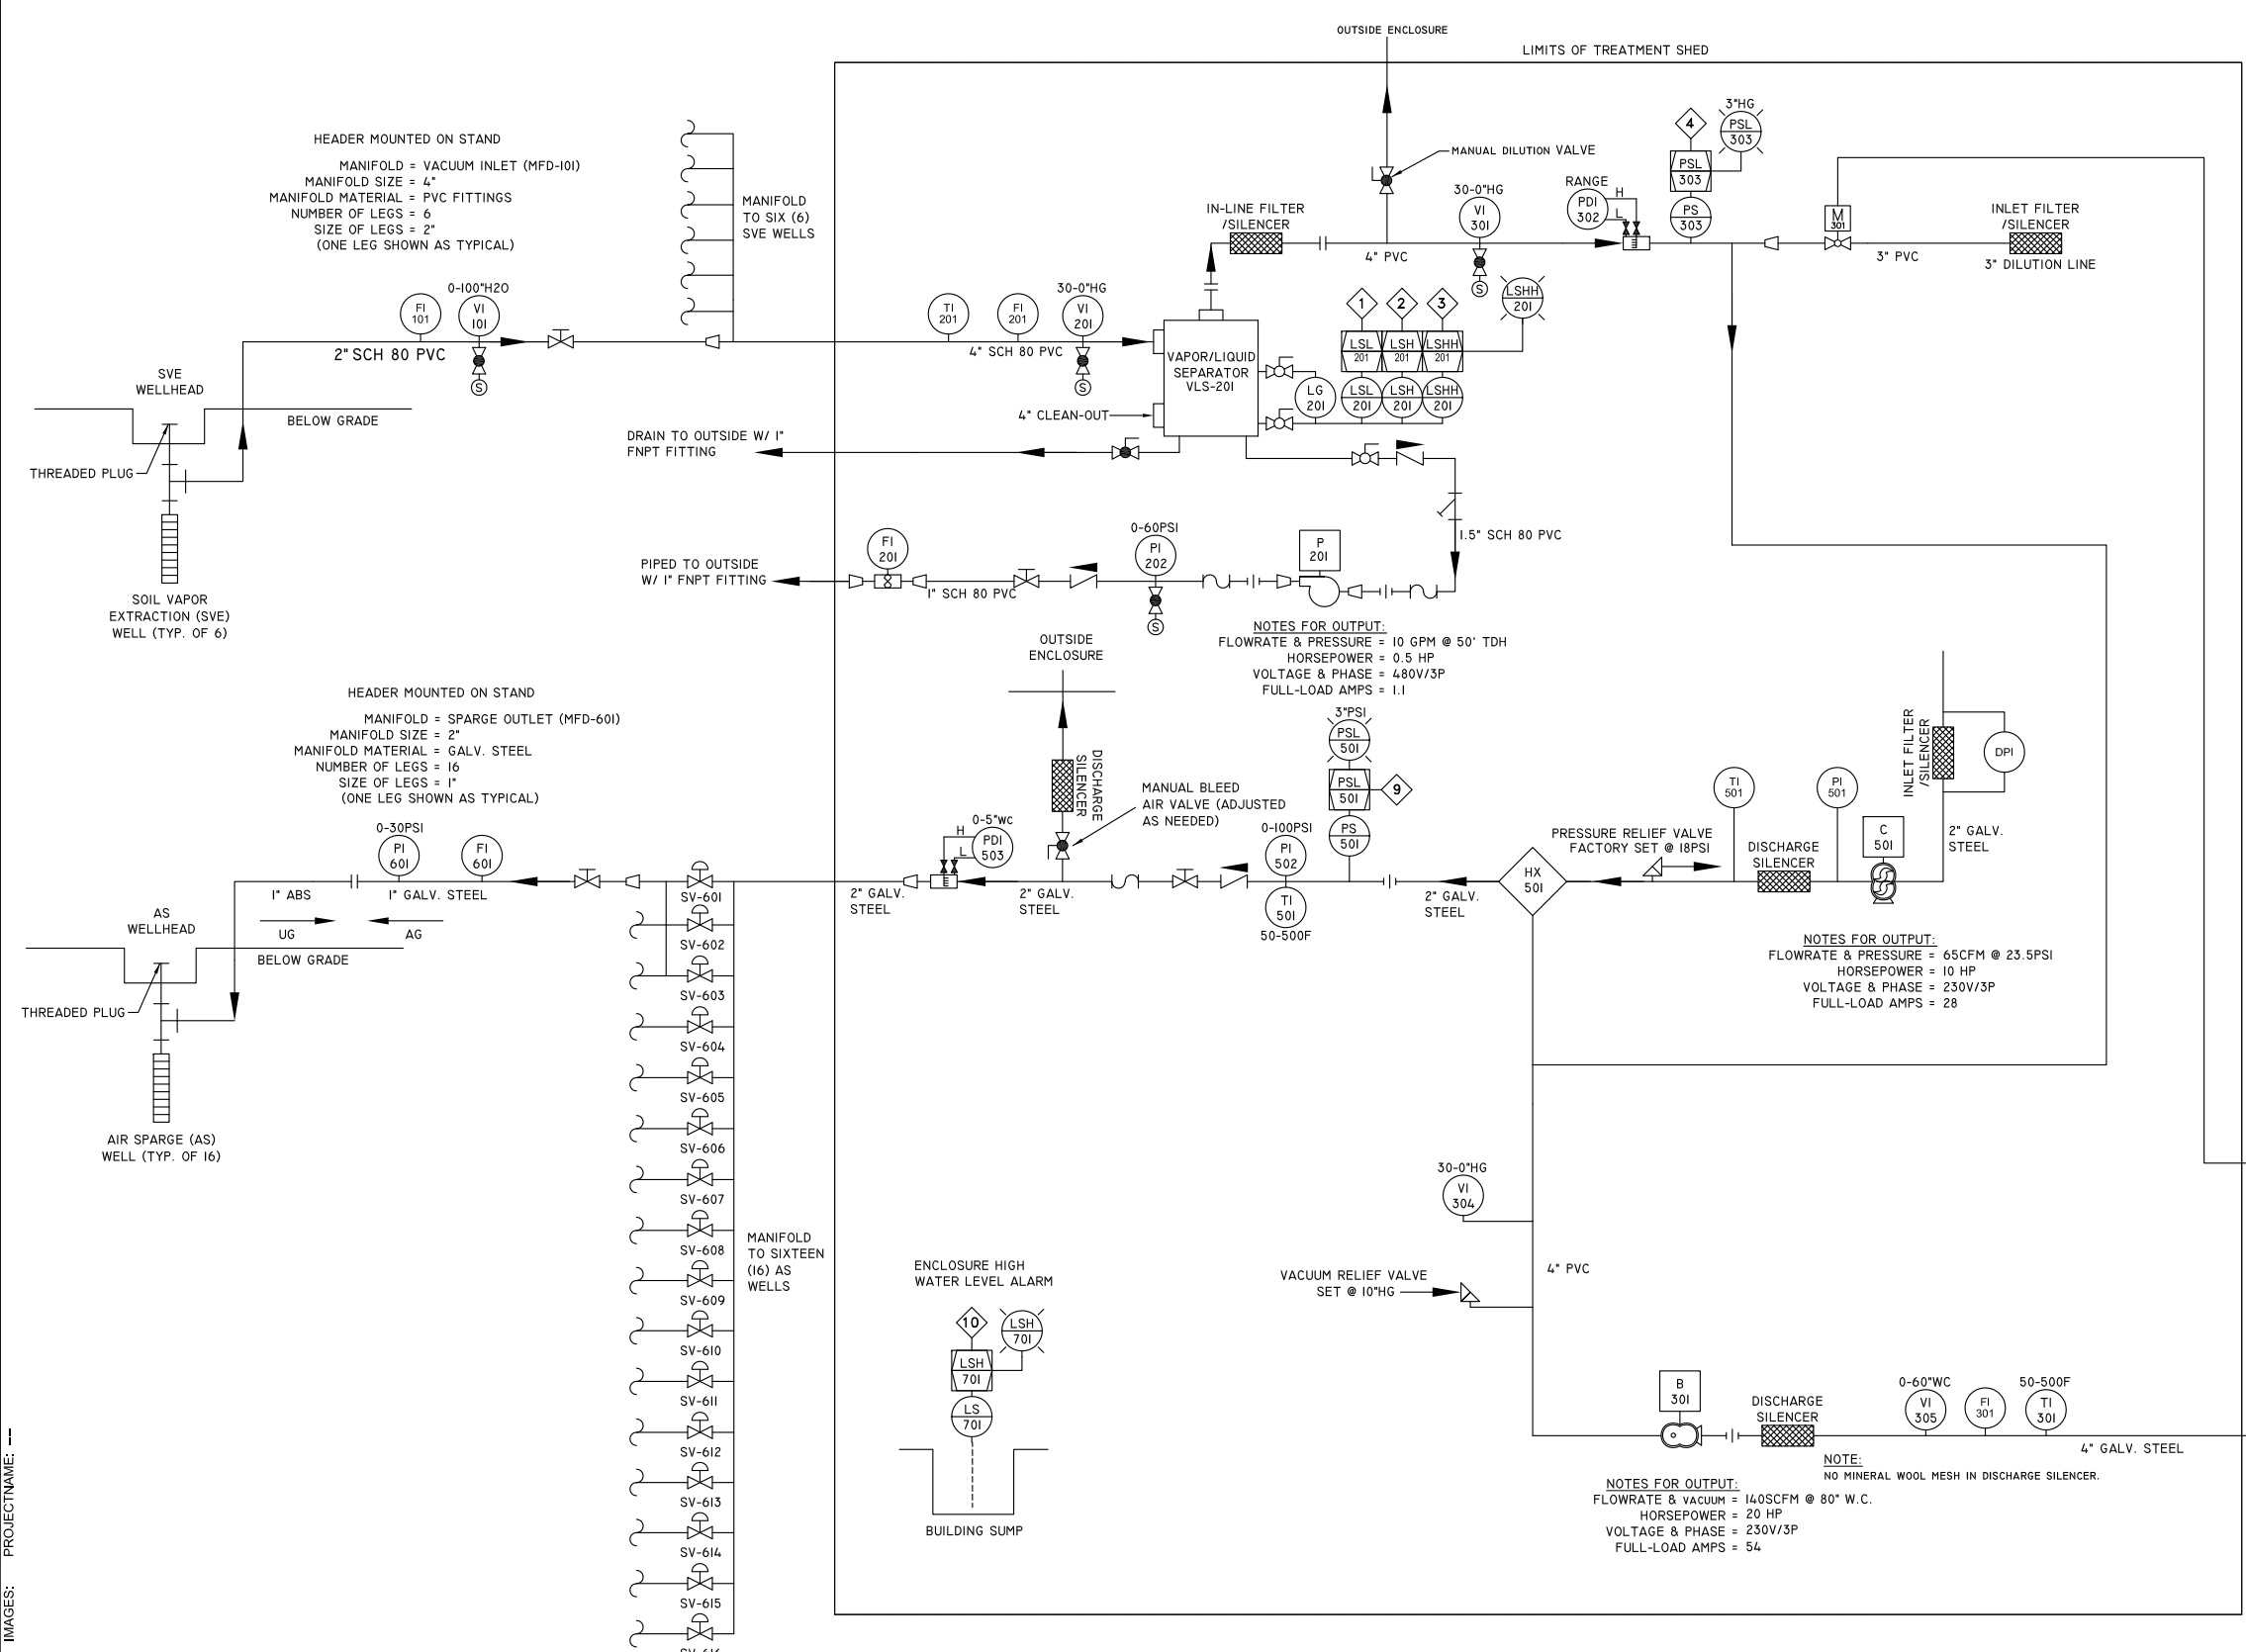 OUTSIDE ENCLOSURE
LIMITS OF TREATMENT SHED
HEADER MOUNTED ON STAND
MANIFOLD = VACUUM INLET (MFD-101)
MANIFOLD SIZE = 4"
MANIFOLD MATERIAL = PVC FITTINGS
NUMBER OF LEGS = 6
SIZE OF LEGS = 2"
(ONE LEG SHOWN AS TYPICAL)
MANIFOLD
TO SIX (6)
SVE WELLS
FI
101
0-100"H2O
VI
101
2" SCH 80 PVC
S
SVE
WELLHEAD
BELOW GRADE
THREADED PLUG
SOIL VAPOR
EXTRACTION (SVE)
WELL (TYP. OF 6)
TI
201
FI
201
30-0"HG
VI
201
4" SCH 80 PVC
S
VAPOR/LIQUID
SEPARATOR
VLS-201
4" CLEAN-OUT
DRAIN TO OUTSIDE W/ 1"
FNPT FITTING
IN-LINE FILTER
/SILENCER
MANUAL DILUTION VALVE
4" PVC
30-0"HG
VI
301
S
RANGE
PDI
302
H
L
4
PSL
303
3"HG
PSL
303
PS
303
M
301
3" PVC
INLET FILTER
/SILENCER
3" DILUTION LINE
1
2
3
LSHH
201
LSL
201
LSH
201
LSHH
201
LG
201
LSL
201
LSH
201
LSHH
201
1.5" SCH 80 PVC
PIPED TO OUTSIDE
W/ 1" FNPT FITTING
FI
201
1" SCH 80 PVC
0-60PSI
PI
202
S
P
201
NOTES FOR OUTPUT:
FLOWRATE & PRESSURE = 10 GPM @ 50' TDH
HORSEPOWER = 0.5 HP
VOLTAGE & PHASE = 480V/3P
FULL-LOAD AMPS = 1.1
HEADER MOUNTED ON STAND
MANIFOLD = SPARGE OUTLET (MFD-601)
MANIFOLD SIZE = 2"
MANIFOLD MATERIAL = GALV. STEEL
NUMBER OF LEGS = 16
SIZE OF LEGS = 1"
(ONE LEG SHOWN AS TYPICAL)
0-30PSI
PI
601
FI
601
1" ABS
1" GALV. STEEL
UG
AG
AS
WELLHEAD
BELOW GRADE
THREADED PLUG
AIR SPARGE (AS)
WELL (TYP. OF 16)
SV-601
SV-602
SV-603
SV-604
SV-605
SV-606
SV-607
SV-608
SV-609
SV-610
SV-611
SV-612
SV-613
SV-614
SV-615
SV-616
MANIFOLD
TO SIXTEEN
(16) AS
WELLS
OUTSIDE
ENCLOSURE
DISCHARGE
SILENCER
MANUAL BLEED
AIR VALVE (ADJUSTED
AS NEEDED)
H
L
0-5"WC
PDI
503
2" GALV.
STEEL
2" GALV.
STEEL
0-100PSI
PI
502
TI
501
50-500F
3"PSI
PSL
501
PSL
501
9
PS
501
2" GALV.
STEEL
HX
501
PRESSURE RELIEF VALVE
FACTORY SET @ 18PSI
TI
501
DISCHARGE
SILENCER
PI
501
C
501
INLET FILTER
/SILENCER
DPI
2" GALV.
STEEL
NOTES FOR OUTPUT:
FLOWRATE & PRESSURE = 65CFM @ 23.5PSI
HORSEPOWER = 10 HP
VOLTAGE & PHASE = 230V/3P
FULL-LOAD AMPS = 28
30-0"HG
VI
304
4" PVC
VACUUM RELIEF VALVE
SET @ 10"HG
ENCLOSURE HIGH
WATER LEVEL ALARM
10
LSH
701
LSH
701
LS
701
BUILDING SUMP
B
301
DISCHARGE
SILENCER
0-60"WC
VI
305
FI
301
50-500F
TI
301
4" GALV. STEEL
NOTE:
NO MINERAL WOOL MESH IN DISCHARGE SILENCER.
NOTES FOR OUTPUT:
FLOWRATE & VACUUM = 140SCFM @ 80" W.C.
HORSEPOWER = 20 HP
VOLTAGE & PHASE = 230V/3P
FULL-LOAD AMPS = 54
IMAGES: PROJECTNAME: --